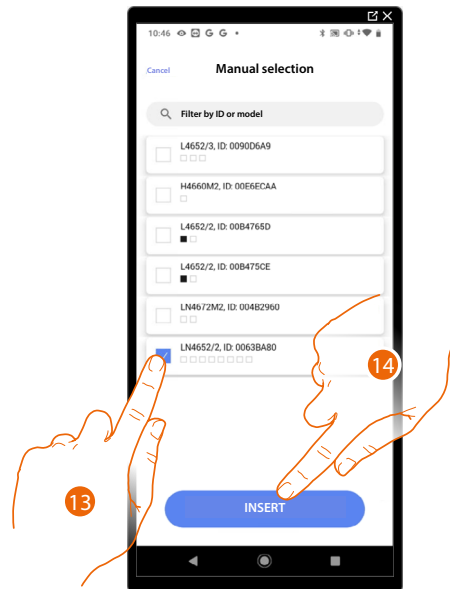 10:46 G G
Cancel Manual selection
Filter by ID or model
L4652/3, ID: 0090D6A9
H4660M2, ID: 00E6ECAA
L4652/2, ID: 00B4765D
L4652/2, ID: 00B475CE
LN4672M2, ID: 004B2960
LN4652/2, ID: 0063BA80
14
13
INSERT